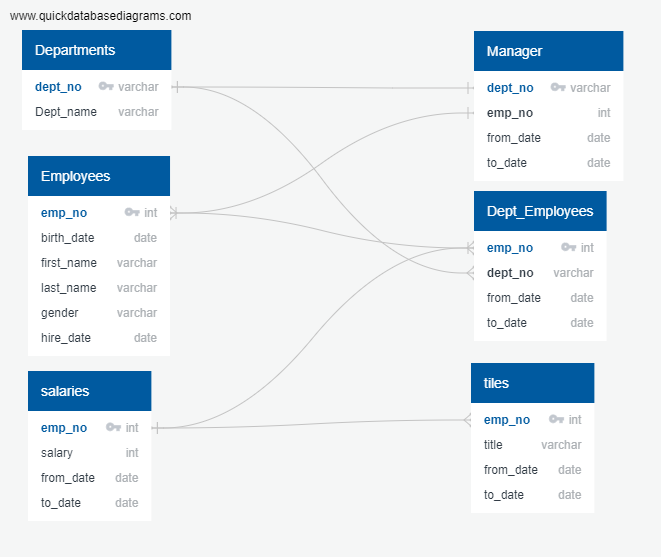 www.quickdatabasediagrams.com
Departments
dept_no varchar
Dept_name varchar
Employees
emp_no int
birth_date date
first_name varchar
last_name varchar
gender varchar
hire_date date
salaries
emp_no int
salary int
from_date date
to_date date
Manager
dept_no varchar
emp_no int
from_date date
to_date date
Dept_Employees
emp_no int
dept_no varchar
from_date date
to_date date
tiles
emp_no int
title varchar
from_date date
to_date date